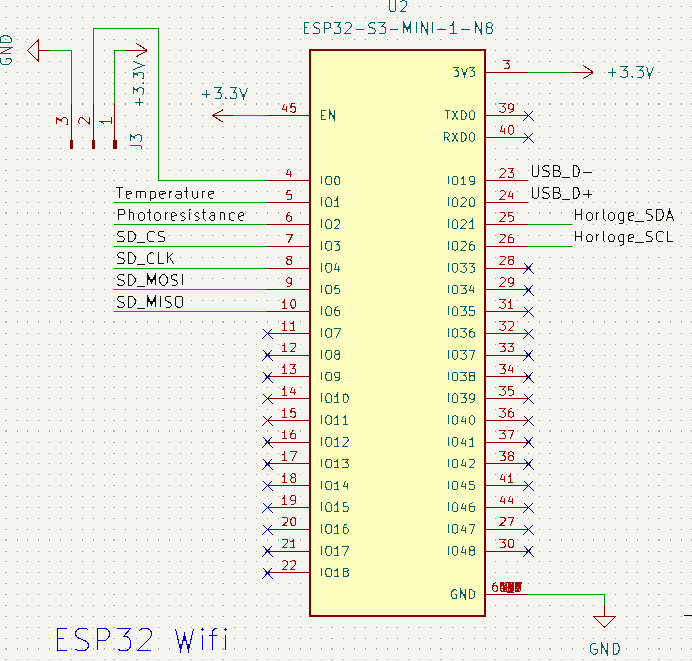 U2
ESP32-S3-MINI-1-N8
GND
+3.3V
3
2
1
J3
+3.3V
45 EN
3V3 3 +3.3V
TXD0 39
RXD0 40
4 IO0
IO19 23 USB_D-
Temperature 5 IO1
IO20 24 USB_D+
Photoresistance 6 IO2
IO21 25 Horloge_SDA
SD_CS 7 IO3
IO26 26 Horloge_SCL
SD_CLK 8 IO4
IO33 28
SD_MOSI 9 IO5
IO34 29
SD_MISO 10 IO6
IO35 31
11 IO7
IO36 32
12 IO8
IO37 33
13 IO9
IO38 34
14 IO10
IO39 35
15 IO11
IO40 36
16 IO12
IO41 37
17 IO13
IO42 38
18 IO14
IO45 41
19 IO15
IO46 44
20 IO16
IO47 27
21 IO17
IO48 30
22 IO18
GND
GND
ESP32 Wifi